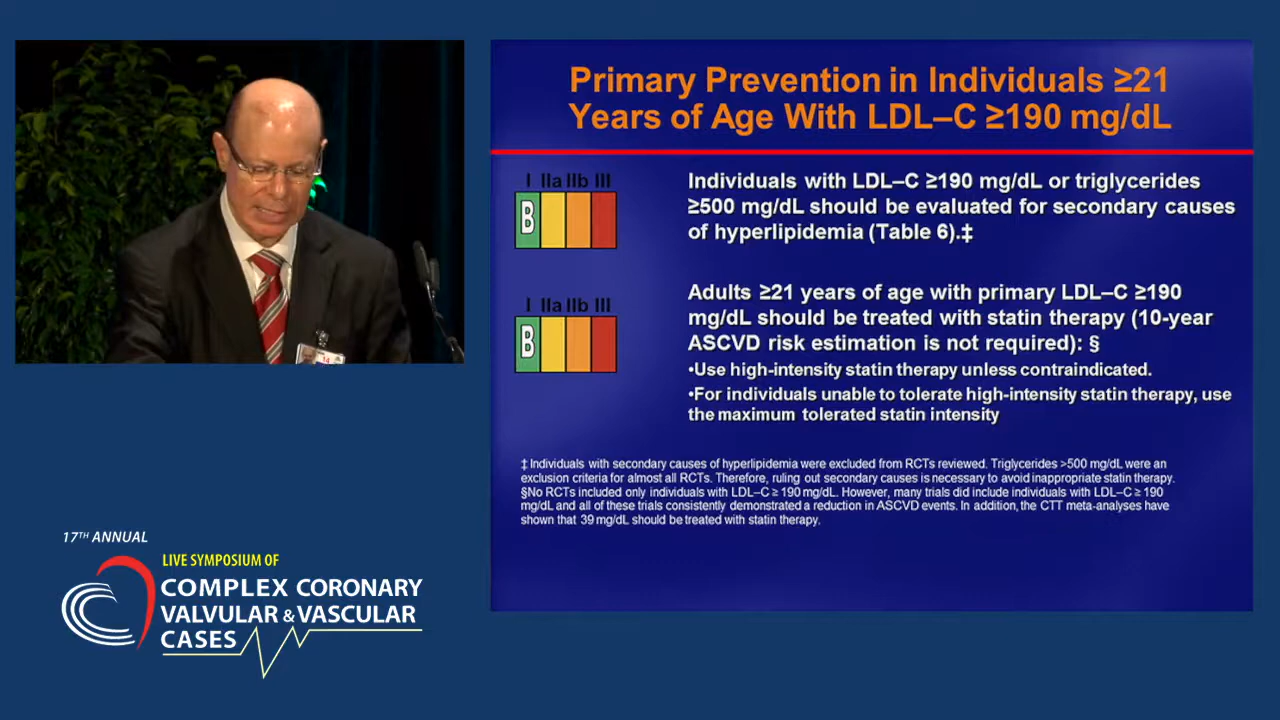 Primary Prevention in Individuals ≥21
Years of Age With LDL–C ≥190 mg/dL
I IIa IIb III
B
Individuals with LDL–C ≥190 mg/dL or triglycerides
≥500 mg/dL should be evaluated for secondary causes
of hyperlipidemia (Table 6).‡
I IIa IIb III
B
Adults ≥21 years of age with primary LDL–C ≥190
mg/dL should be treated with statin therapy (10-year
ASCVD risk estimation is not required): §
•Use high-intensity statin therapy unless contraindicated.
•For individuals unable to tolerate high-intensity statin therapy, use
the maximum tolerated statin intensity
‡ Individuals with secondary causes of hyperlipidemia were excluded from RCTs reviewed. Triglycerides >500 mg/dL were an
exclusion criteria for almost all RCTs. Therefore, ruling out secondary causes is necessary to avoid inappropriate statin therapy.
§No RCTs included only individuals with LDL–C ≥ 190 mg/dL. However, many trials did include individuals with LDL–C ≥ 190
mg/dL and all of these trials consistently demonstrated a reduction in ASCVD events. In addition, the CTT meta-analyses have
shown that 39 mg/dL should be treated with statin therapy.
17TH ANNUAL
LIVE SYMPOSIUM OF
COMPLEX CORONARY
VALVULAR & VASCULAR
CASES